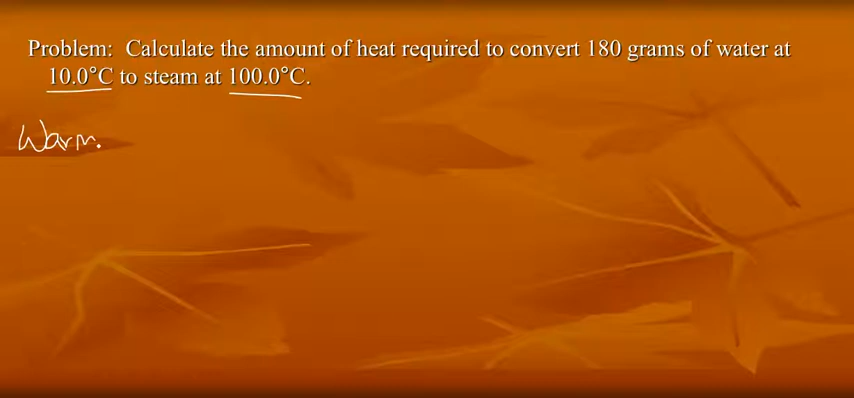 Problem: Calculate the amount of heat required to convert 180 grams of water at
10.0°C to steam at 100.0°C.
Warm.